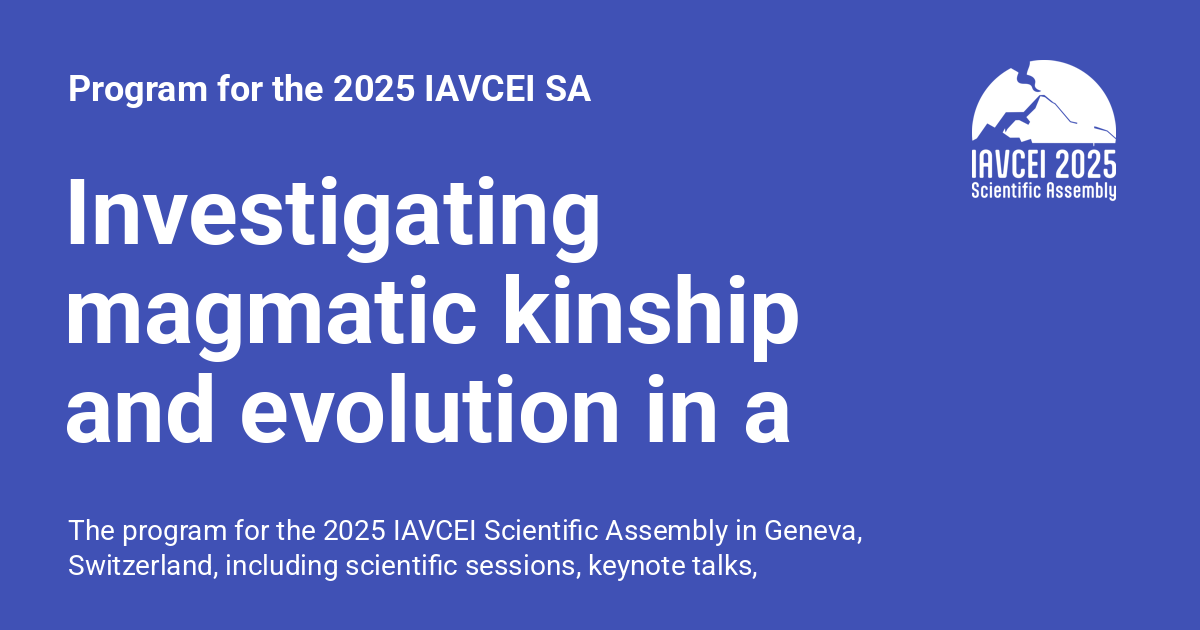 Program for the 2025 IAVCEI SA
IAVCEI 2025
Scientific Assembly
Investigating
magmatic kinship
and evolution in a
The program for the 2025 IAVCEI Scientific Assembly in Geneva,
Switzerland, including scientific sessions, keynote talks,